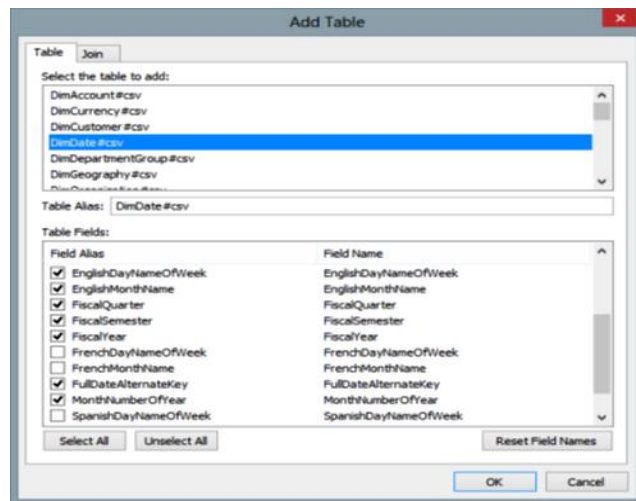 Add Table
Table Join
Select the table to add:
DimAccount#csv
DimCurrency#csv
DimCustomer#csv
DimDate#csv
DimDepartmentGroup#csv
DimGeography#csv
DimOrganization#csv
Table Alias: DimDate#csv
Table Fields:
Field Alias Field Name
EnglishDayNameOfWeek EnglishDayNameOfWeek
EnglishMonthName EnglishMonthName
FiscalQuarter FiscalQuarter
FiscalSemester FiscalSemester
FiscalYear FiscalYear
FrenchDayNameOfWeek FrenchDayNameOfWeek
FrenchMonthName FrenchMonthName
FullDateAlternateKey FullDateAlternateKey
MonthNumberOfYear MonthNumberOfYear
SpanishDayNameOfWeek SpanishDayNameOfWeek
Select All Unselect All Reset Field Names
OK Cancel